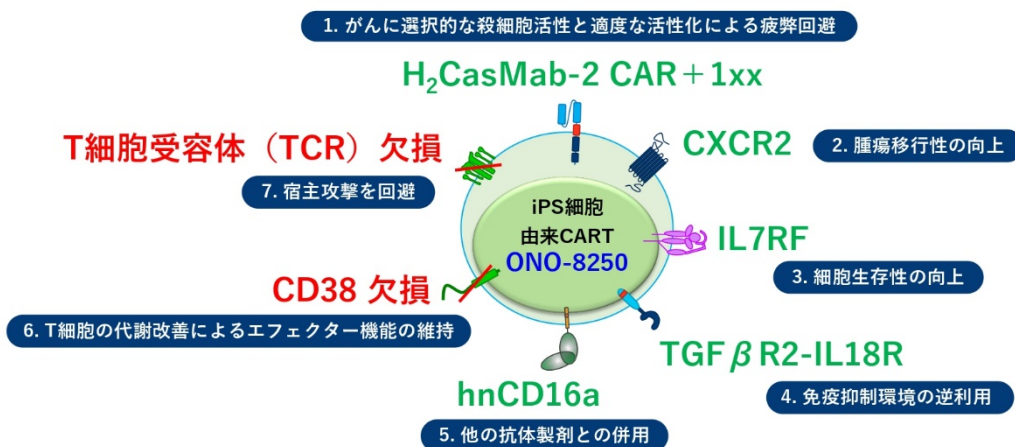 1. がんに選択的な殺細胞活性と適度な活性化による疲弊回避
H₂CasMab-2 CAR＋1xx
T細胞受容体（TCR）欠損
7. 宿主攻撃を回避
CXCR2
2. 腫瘍移行性の向上
iPS細胞
由来CART
ONO-8250
IL7RF
3. 細胞生存性の向上
CD38 欠損
6. T細胞の代謝改善によるエフェクター機能の維持
TGFβR2-IL18R
4. 免疫抑制環境の逆利用
hnCD16a
5. 他の抗体製剤との併用